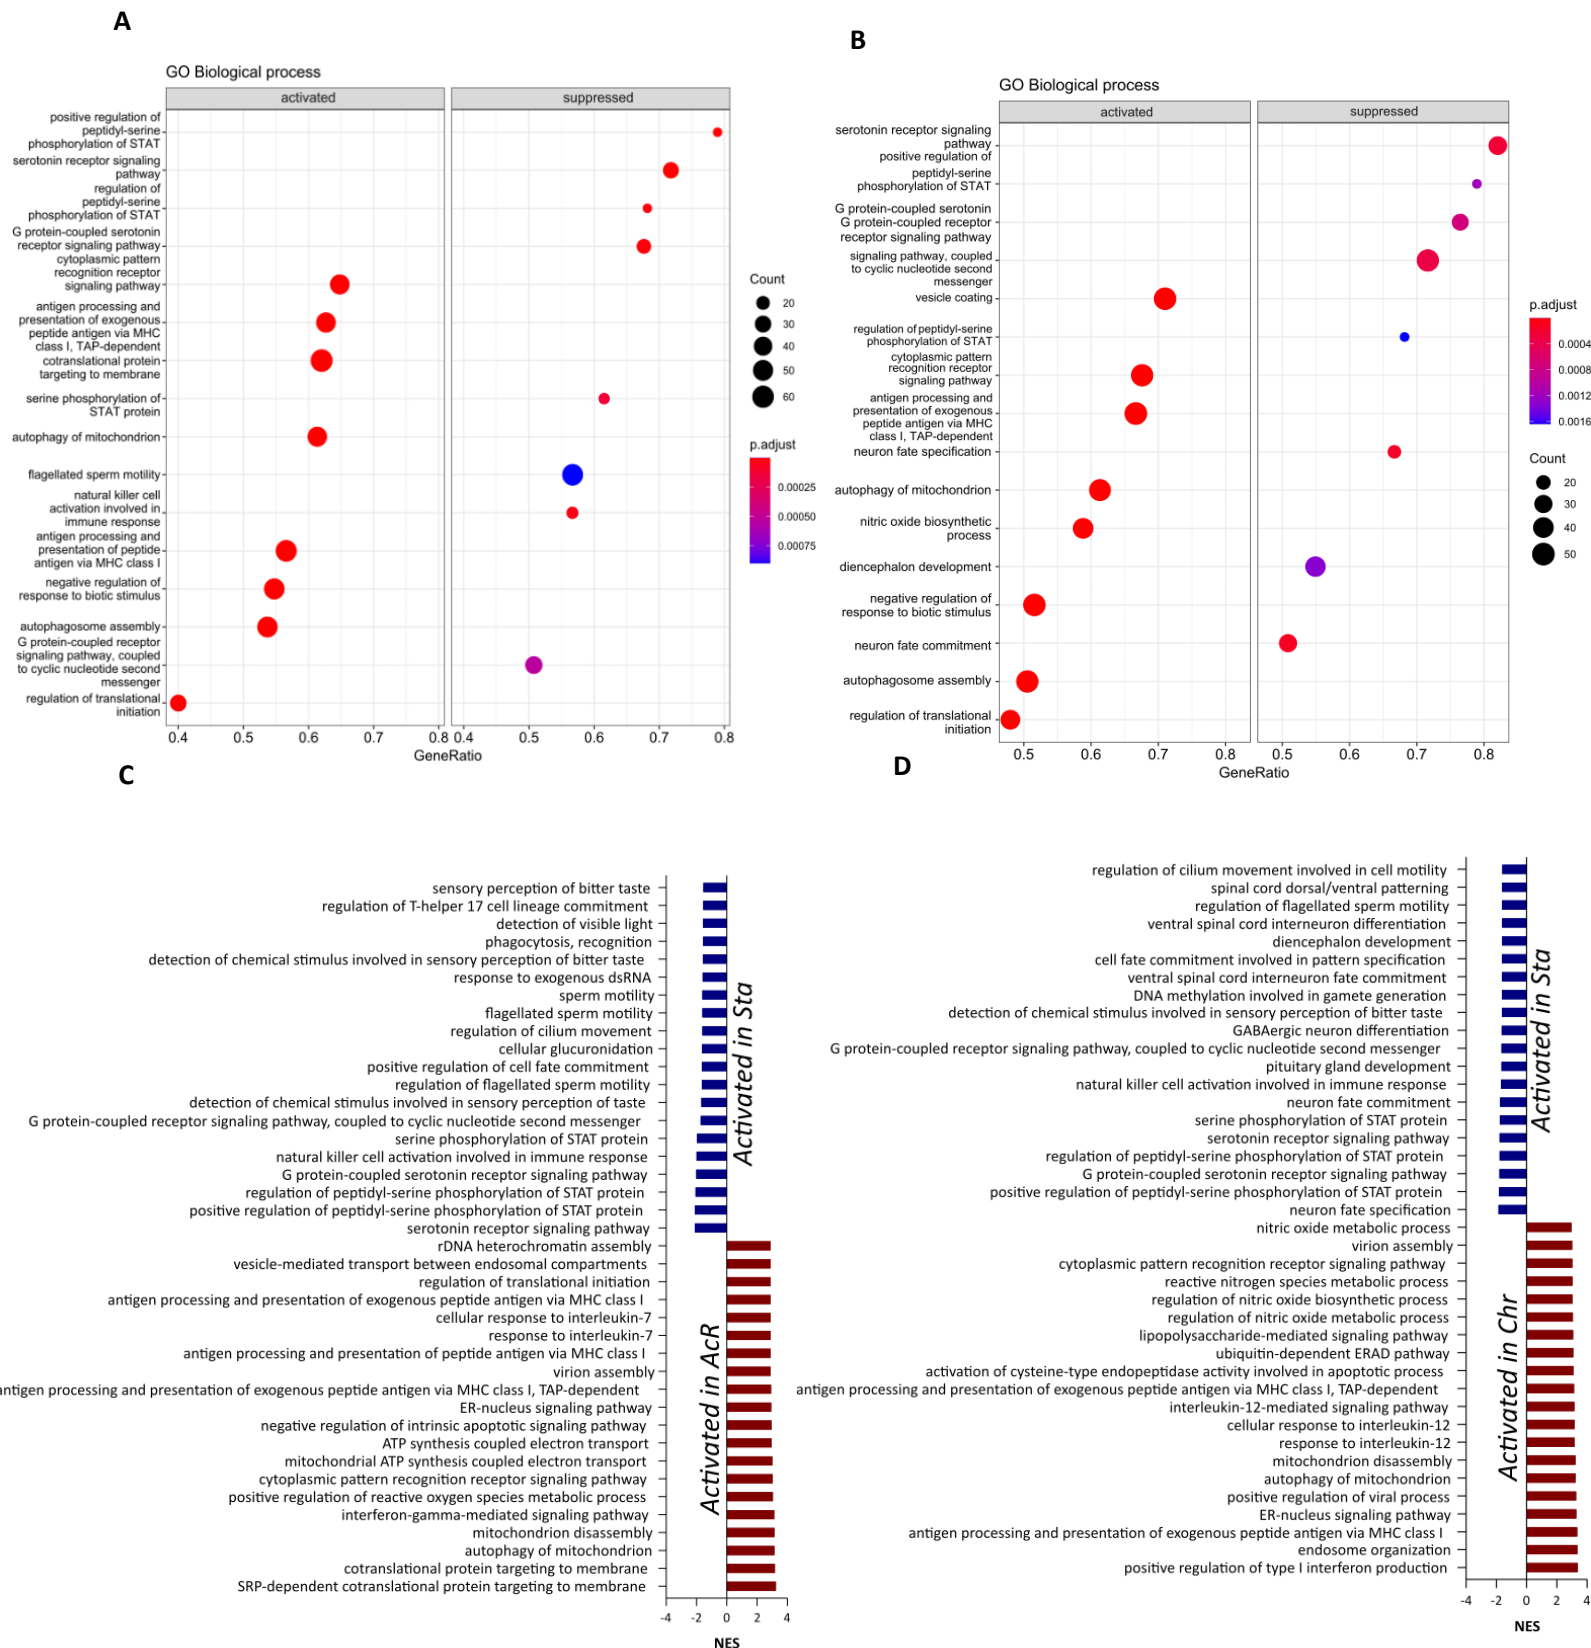 A
GO Biological process
activated
suppressed
positive regulation of
peptidyl-serine
phosphorylation of STAT
serotonin receptor signaling
pathway
regulation of
peptidyl-serine
phosphorylation of STAT
G protein-coupled serotonin
receptor signaling pathway
cytoplasmic pattern
recognition receptor
signaling pathway
antigen processing and
presentation of exogenous
peptide antigen via MHC
class I, TAP-dependent
cotranslational protein
targeting to membrane
serine phosphorylation of
STAT protein
autophagy of mitochondrion
flagellated sperm motility
natural killer cell
activation involved in
immune response
antigen processing and
presentation of peptide
antigen via MHC class I
negative regulation of
response to biotic stimulus
autophagosome assembly
G protein-coupled receptor
signaling pathway, coupled
to cyclic nucleotide second
messenger
regulation of translational
initiation
0.4 0.5 0.6 0.7 0.8 0.4 0.5 0.6 0.7 0.8
GeneRatio
Count
20
30
40
50
60
p.adjust
0.00025
0.00050
0.00075
B
GO Biological process
activated
suppressed
serotonin receptor signaling
pathway
positive regulation of
peptidyl-serine
phosphorylation of STAT
G protein-coupled serotonin
G protein-coupled receptor
receptor signaling pathway
signaling pathway, coupled
to cyclic nucleotide second
messenger
vesicle coating
regulation of peptidyl-serine
phosphorylation of STAT
cytoplasmic pattern
recognition receptor
signaling pathway
antigen processing and
presentation of exogenous
peptide antigen via MHC
class I, TAP-dependent
neuron fate specification
autophagy of mitochondrion
nitric oxide biosynthetic
process
diencephalon development
negative regulation of
response to biotic stimulus
neuron fate commitment
autophagosome assembly
regulation of translational
initiation
0.5 0.6 0.7 0.8 0.5 0.6 0.7 0.8
GeneRatio
p.adjust
0.0004
0.0008
0.0012
0.0016
Count
20
30
40
50
C
sensory perception of bitter taste
regulation of T-helper 17 cell lineage commitment
detection of visible light
phagocytosis, recognition
detection of chemical stimulus involved in sensory perception of bitter taste
response to exogenous dsRNA
sperm motility
flagellated sperm motility
regulation of cilium movement
cellular glucuronidation
positive regulation of cell fate commitment
regulation of flagellated sperm motility
detection of chemical stimulus involved in sensory perception of taste
G protein-coupled receptor signaling pathway, coupled to cyclic nucleotide second messenger
serine phosphorylation of STAT protein
natural killer cell activation involved in immune response
G protein-coupled serotonin receptor signaling pathway
regulation of peptidyl-serine phosphorylation of STAT protein
positive regulation of peptidyl-serine phosphorylation of STAT protein
serotonin receptor signaling pathway
rDNA heterochromatin assembly
vesicle-mediated transport between endosomal compartments
regulation of translational initiation
antigen processing and presentation of exogenous peptide antigen via MHC class I
cellular response to interleukin-7
response to interleukin-7
antigen processing and presentation of peptide antigen via MHC class I
virion assembly
antigen processing and presentation of exogenous peptide antigen via MHC class I, TAP-dependent
ER-nucleus signaling pathway
negative regulation of intrinsic apoptotic signaling pathway
ATP synthesis coupled electron transport
mitochondrial ATP synthesis coupled electron transport
cytoplasmic pattern recognition receptor signaling pathway
positive regulation of reactive oxygen species metabolic process
interferon-gamma-mediated signaling pathway
mitochondrion disassembly
autophagy of mitochondrion
cotranslational protein targeting to membrane
SRP-dependent cotranslational protein targeting to membrane
Activated in Sta
Activated in AcR
-4 -2 0 2 4
NES
D
regulation of cilium movement involved in cell motility
spinal cord dorsal/ventral patterning
regulation of flagellated sperm motility
ventral spinal cord interneuron differentiation
diencephalon development
cell fate commitment involved in pattern specification
ventral spinal cord interneuron fate commitment
DNA methylation involved in gamete generation
detection of chemical stimulus involved in sensory perception of bitter taste
GABAergic neuron differentiation
G protein-coupled receptor signaling pathway, coupled to cyclic nucleotide second messenger
pituitary gland development
natural killer cell activation involved in immune response
neuron fate commitment
serine phosphorylation of STAT protein
serotonin receptor signaling pathway
regulation of peptidyl-serine phosphorylation of STAT protein
G protein-coupled serotonin receptor signaling pathway
positive regulation of peptidyl-serine phosphorylation of STAT protein
neuron fate specification
nitric oxide metabolic process
virion assembly
cytoplasmic pattern recognition receptor signaling pathway
reactive nitrogen species metabolic process
regulation of nitric oxide biosynthetic process
regulation of nitric oxide metabolic process
lipopolysaccharide-mediated signaling pathway
ubiquitin-dependent ERAD pathway
activation of cysteine-type endopeptidase activity involved in apoptotic process
antigen processing and presentation of exogenous peptide antigen via MHC class I, TAP-dependent
interleukin-12-mediated signaling pathway
cellular response to interleukin-12
response to interleukin-12
mitochondrion disassembly
autophagy of mitochondrion
positive regulation of viral process
ER-nucleus signaling pathway
antigen processing and presentation of exogenous peptide antigen via MHC class I
endosome organization
positive regulation of type I interferon production
Activated in Sta
Activated in Chr
-4 -2 0 2 4
NES